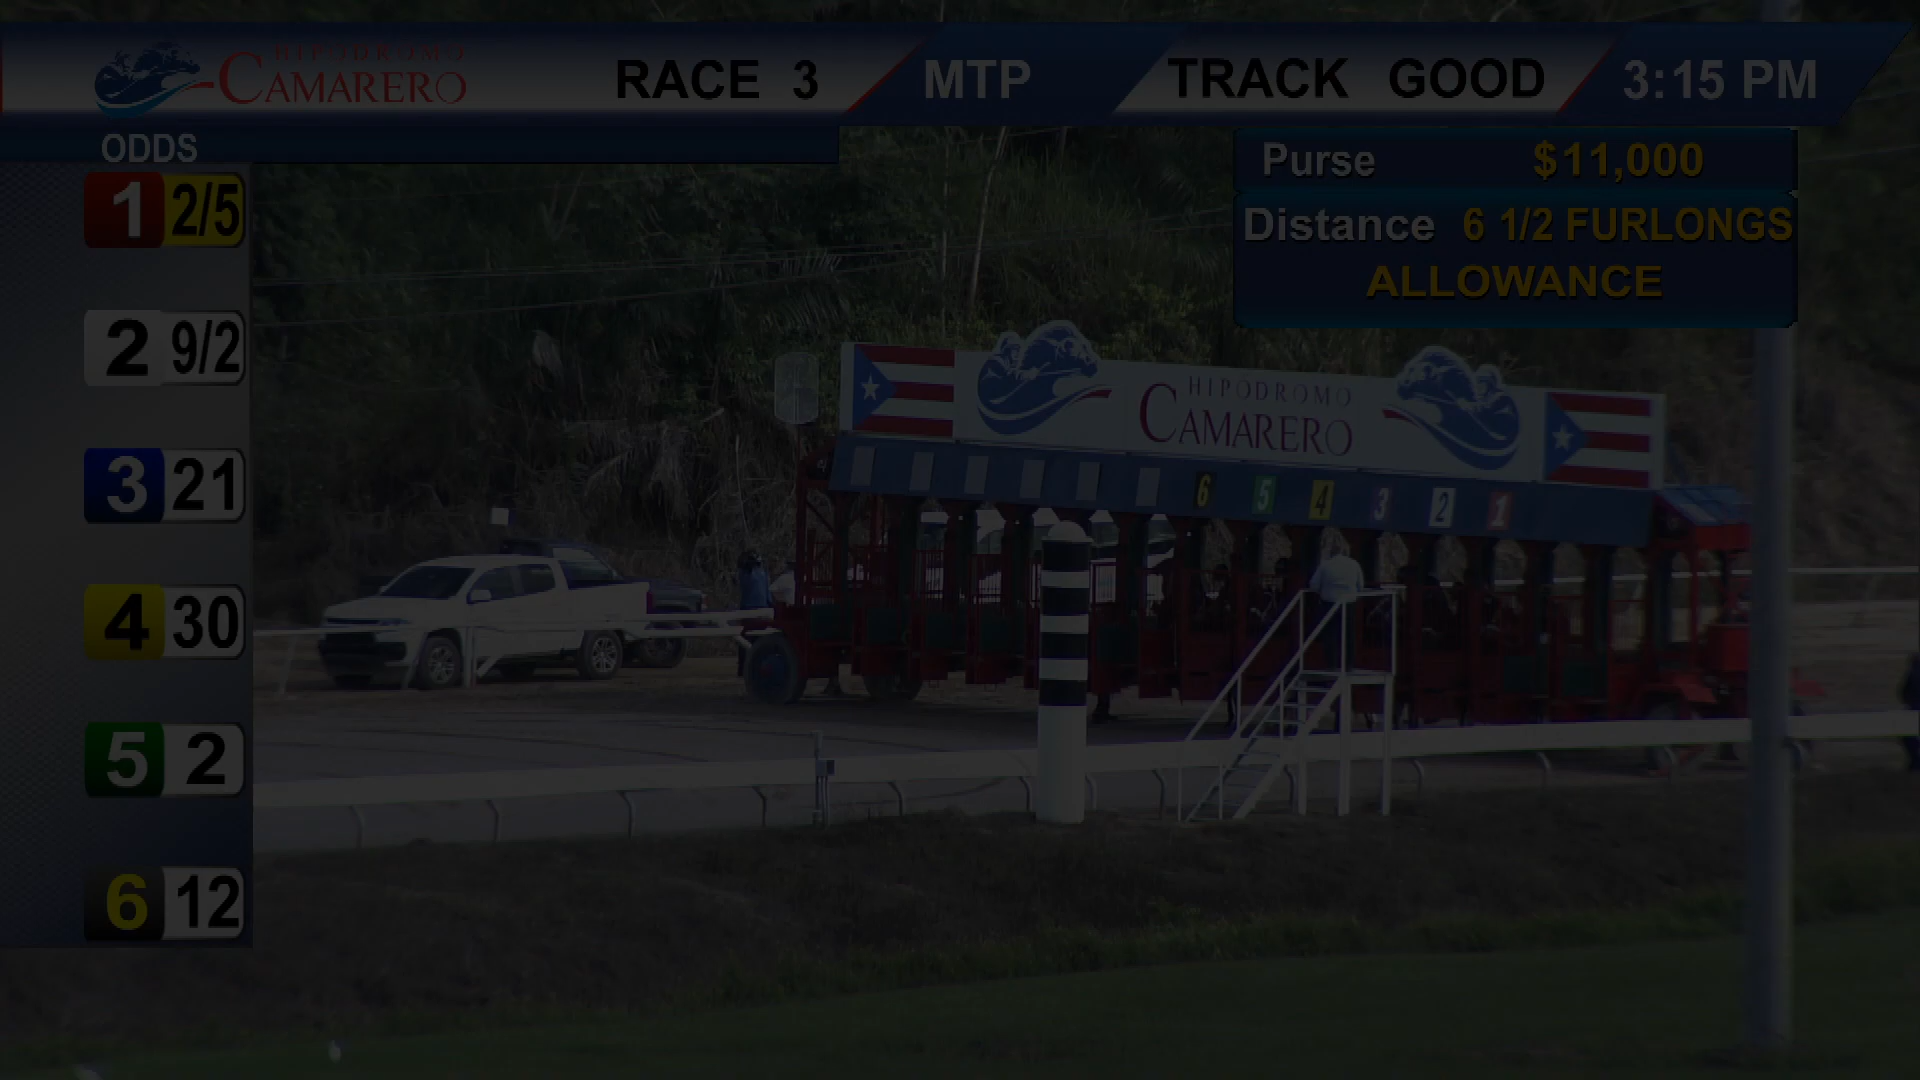 HIPODROMO
CAMARERO
RACE 3
MTP
TRACK GOOD
3:15 PM
ODDS
Purse $11,000
Distance 6 1/2 FURLONGS
ALLOWANCE
1 2/5
2 9/2
3 21
4 30
5 2
6 12
HIPODROMO
CAMARERO
6 5 4 3 2 1